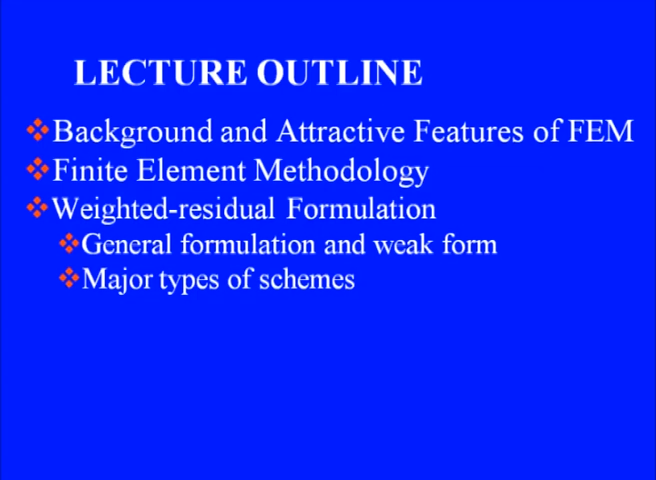 LECTURE OUTLINE
❖Background and Attractive Features of FEM
❖Finite Element Methodology
❖Weighted-residual Formulation
❖General formulation and weak form
❖Major types of schemes